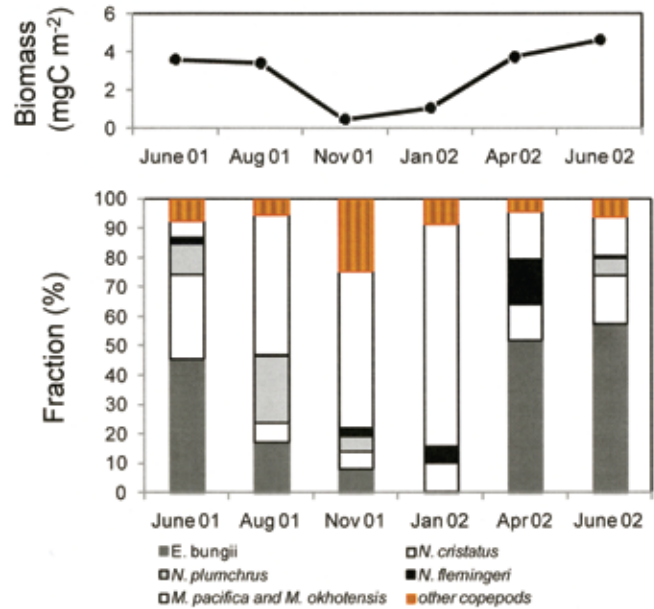 Biomass
(mgC m-2)
6
4
2
0
June 01 Aug 01 Nov 01 Jan 02 Apr 02 June 02
Fraction (%)
100
90
80
70
60
50
40
30
20
10
0
June 01 Aug 01 Nov 01 Jan 02 Apr 02 June 02
E. bungii N. cristatus
N. plumchrus N. flemingeri
M. pacifica and M. okhotensis other copepods